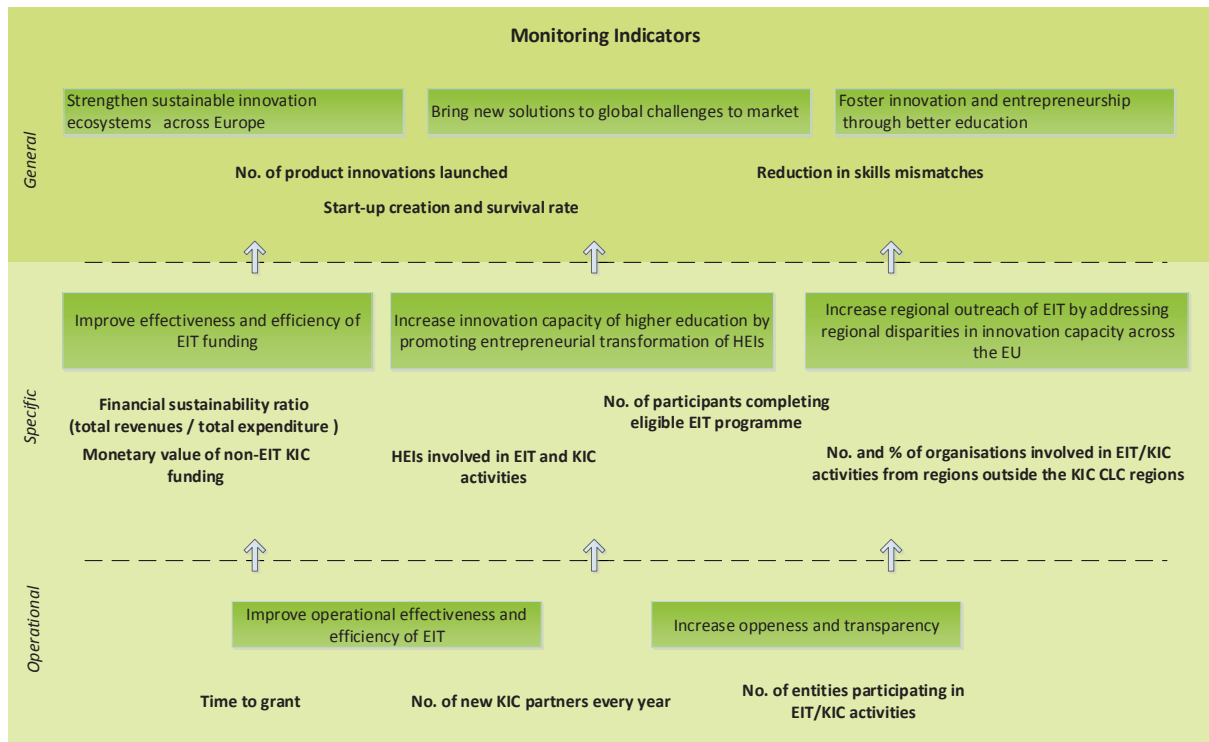 Monitoring Indicators
General
Strengthen sustainable innovation
ecosystems across Europe
Bring new solutions to global challenges to market
Foster innovation and entrepreneurship
through better education
No. of product innovations launched
Reduction in skills mismatches
Start-up creation and survival rate
Specific
Improve effectiveness and efficiency of
EIT funding
Increase innovation capacity of higher education by
promoting entrepreneurial transformation of HEIs
Increase regional outreach of EIT by addressing
regional disparities in innovation capacity across
the EU
Financial sustainability ratio
(total revenues / total expenditure )
Monetary value of non-EIT KIC
funding
HEIs involved in EIT and KIC
activities
No. of participants completing
eligible EIT programme
No. and % of organisations involved in EIT/KIC
activities from regions outside the KIC CLC regions
Operational
Improve operational effectiveness and
efficiency of EIT
Increase oppeness and transparency
Time to grant
No. of new KIC partners every year
No. of entities participating in
EIT/KIC activities